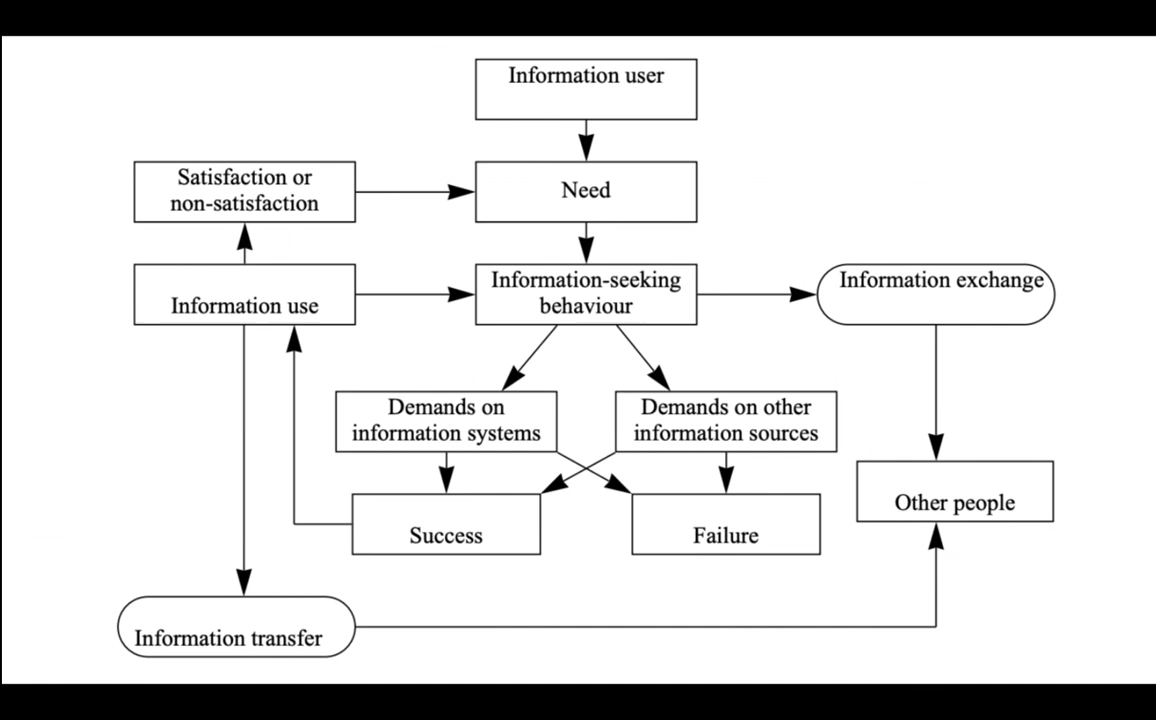 Information user
Satisfaction or
non-satisfaction
Need
Information use
Information-seeking
behaviour
Information exchange
Demands on
information systems
Demands on other
information sources
Success
Failure
Other people
Information transfer